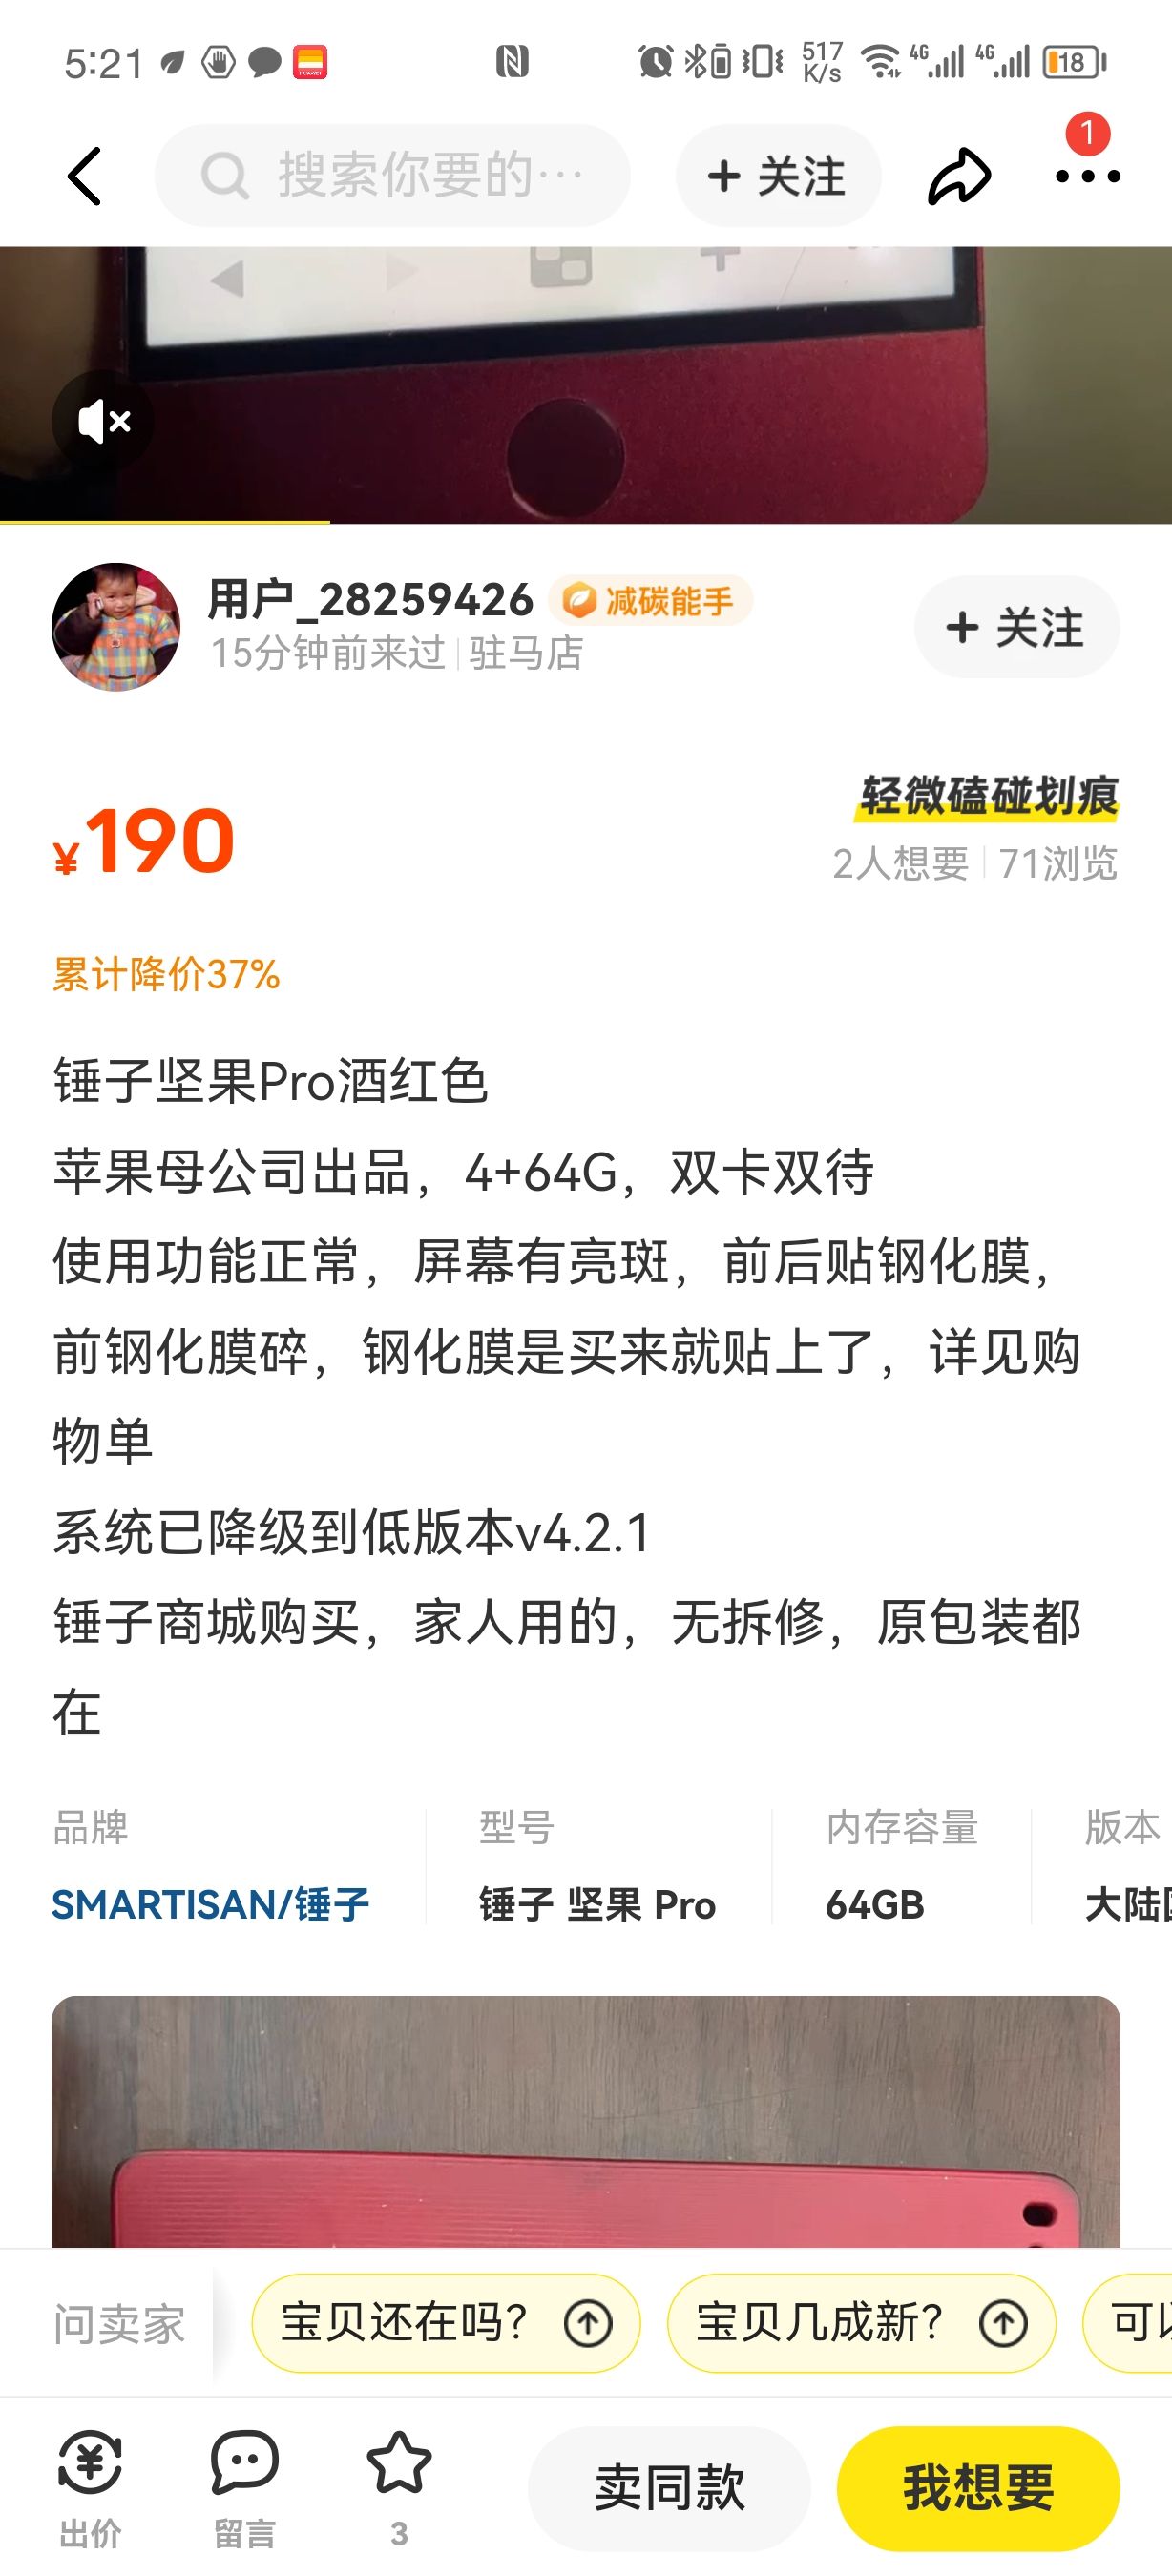 5:21
HUAWEI
517
K/s
4G
4G
18
搜索你要的…
+ 关注
1
用户_28259426
减碳能手
+ 关注
15分钟前来过
驻马店
轻微磕碰划痕
¥190
2人想要
71浏览
累计降价37%
锤子坚果Pro酒红色
苹果母公司出品，4+64G，双卡双待
使用功能正常，屏幕有亮斑，前后贴钢化膜，
前钢化膜碎，钢化膜是买来就贴上了，详见购
物单
系统已降级到低版本v4.2.1
锤子商城购买，家人用的，无拆修，原包装都
在
品牌
型号
内存容量
版本
SMARTISAN/锤子
锤子 坚果 Pro
64GB
大陆
问卖家
宝贝还在吗？
宝贝几成新？
可
出价
留言
3
卖同款
我想要